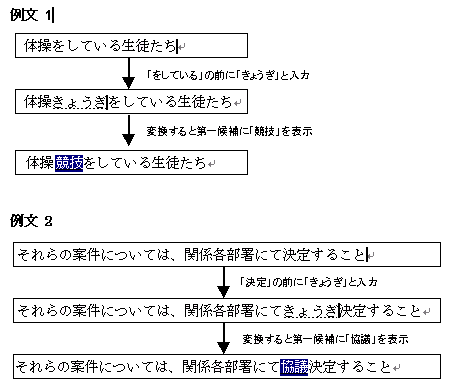 例文 1
体操をしている生徒たち↵
「をしている」の前に「きょうぎ」と入力
体操きょうぎをしている生徒たち↵
変換すると第一候補に「競技」を表示
体操競技をしている生徒たち↵
例文 2
それらの案件については、関係各部署にて決定すること↵
「決定」の前に「きょうぎ」と入力
それらの案件については、関係各部署にてきょうぎ決定すること↵
変換すると第一候補に「協議」を表示
それらの案件については、関係各部署にて協議決定すること↵